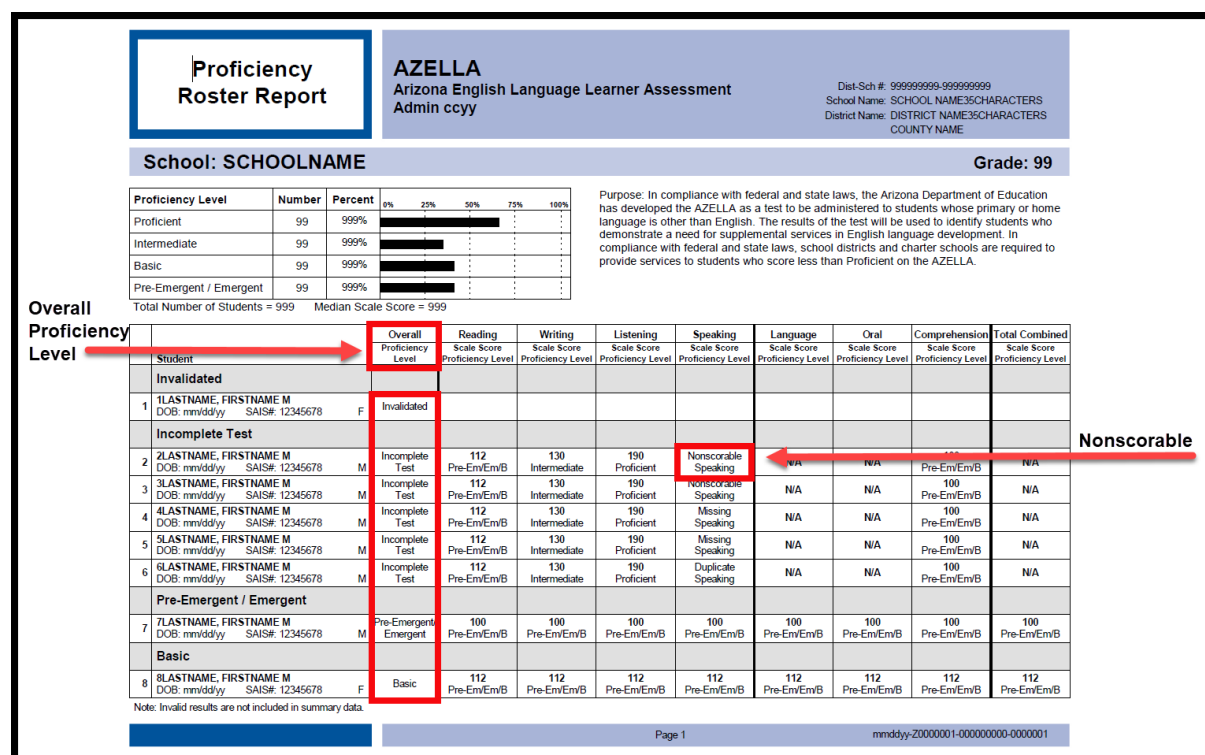 Proficiency
Roster Report
AZELLA
Arizona English Language Learner Assessment
Admin ccyy
Dist-Sch #: 999999999-999999999
School Name: SCHOOL NAME35CHARACTERS
District Name: DISTRICT NAME35CHARACTERS
COUNTY NAME
School: SCHOOLNAME Grade: 99
Proficiency Level Number Percent 0% 25% 50% 75% 100%
Proficient 99 999%
Intermediate 99 999%
Basic 99 999%
Pre-Emergent / Emergent 99 999%
Total Number of Students = 999 Median Scale Score = 999
Purpose: In compliance with federal and state laws, the Arizona Department of Education
has developed the AZELLA as a test to be administered to students whose primary or home
language is other than English. The results of the test will be used to identify students who
demonstrate a need for supplemental services in English language development. In
compliance with federal and state laws, school districts and charter schools are required to
provide services to students who score less than Proficient on the AZELLA.
Overall
Proficiency
Level
Overall Reading Writing Listening Speaking Language Oral Comprehension Total Combined
Proficiency Scale Score Scale Score Scale Score Scale Score Scale Score Scale Score Scale Score Scale Score
Student Level Proficiency Level Proficiency Level Proficiency Level Proficiency Level Proficiency Level Proficiency Level Proficiency Level Proficiency Level
Invalidated
1 1LASTNAME, FIRSTNAME M Invalidated
DOB: mm/dd/yy SAIS#: 12345678 F
Incomplete Test
Nonscorable
2 2LASTNAME, FIRSTNAME M Incomplete 112 130 190 Nonscorable N/A N/A 100 N/A
DOB: mm/dd/yy SAIS#: 12345678 M Test Pre-Em/Em/B Intermediate Proficient Speaking Pre-Em/Em/B
3 3LASTNAME, FIRSTNAME M Incomplete 112 130 190 Nonscorable N/A N/A 100 N/A
DOB: mm/dd/yy SAIS#: 12345678 M Test Pre-Em/Em/B Intermediate Proficient Speaking Pre-Em/Em/B
4 4LASTNAME, FIRSTNAME M Incomplete 112 130 190 Missing N/A N/A 100 N/A
DOB: mm/dd/yy SAIS#: 12345678 M Test Pre-Em/Em/B Intermediate Proficient Speaking Pre-Em/Em/B
5 5LASTNAME, FIRSTNAME M Incomplete 112 130 190 Missing N/A N/A 100 N/A
DOB: mm/dd/yy SAIS#: 12345678 M Test Pre-Em/Em/B Intermediate Proficient Speaking Pre-Em/Em/B
6 6LASTNAME, FIRSTNAME M Incomplete 112 130 190 Duplicate N/A N/A 100 N/A
DOB: mm/dd/yy SAIS#: 12345678 M Test Pre-Em/Em/B Intermediate Proficient Speaking Pre-Em/Em/B
Pre-Emergent / Emergent
7 7LASTNAME, FIRSTNAME M Pre-Emergent/ 100 100 100 100 100 100 100 100
DOB: mm/dd/yy SAIS#: 12345678 M Emergent Pre-Em/Em/B Pre-Em/Em/B Pre-Em/Em/B Pre-Em/Em/B Pre-Em/Em/B Pre-Em/Em/B Pre-Em/Em/B Pre-Em/Em/B
Basic
8 8LASTNAME, FIRSTNAME M Basic 112 112 112 112 112 112 112 112
DOB: mm/dd/yy SAIS#: 12345678 F Pre-Em/Em/B Pre-Em/Em/B Pre-Em/Em/B Pre-Em/Em/B Pre-Em/Em/B Pre-Em/Em/B Pre-Em/Em/B Pre-Em/Em/B
Note: Invalid results are not included in summary data.
Page 1 mmddyy-Z0000001-000000000-0000001